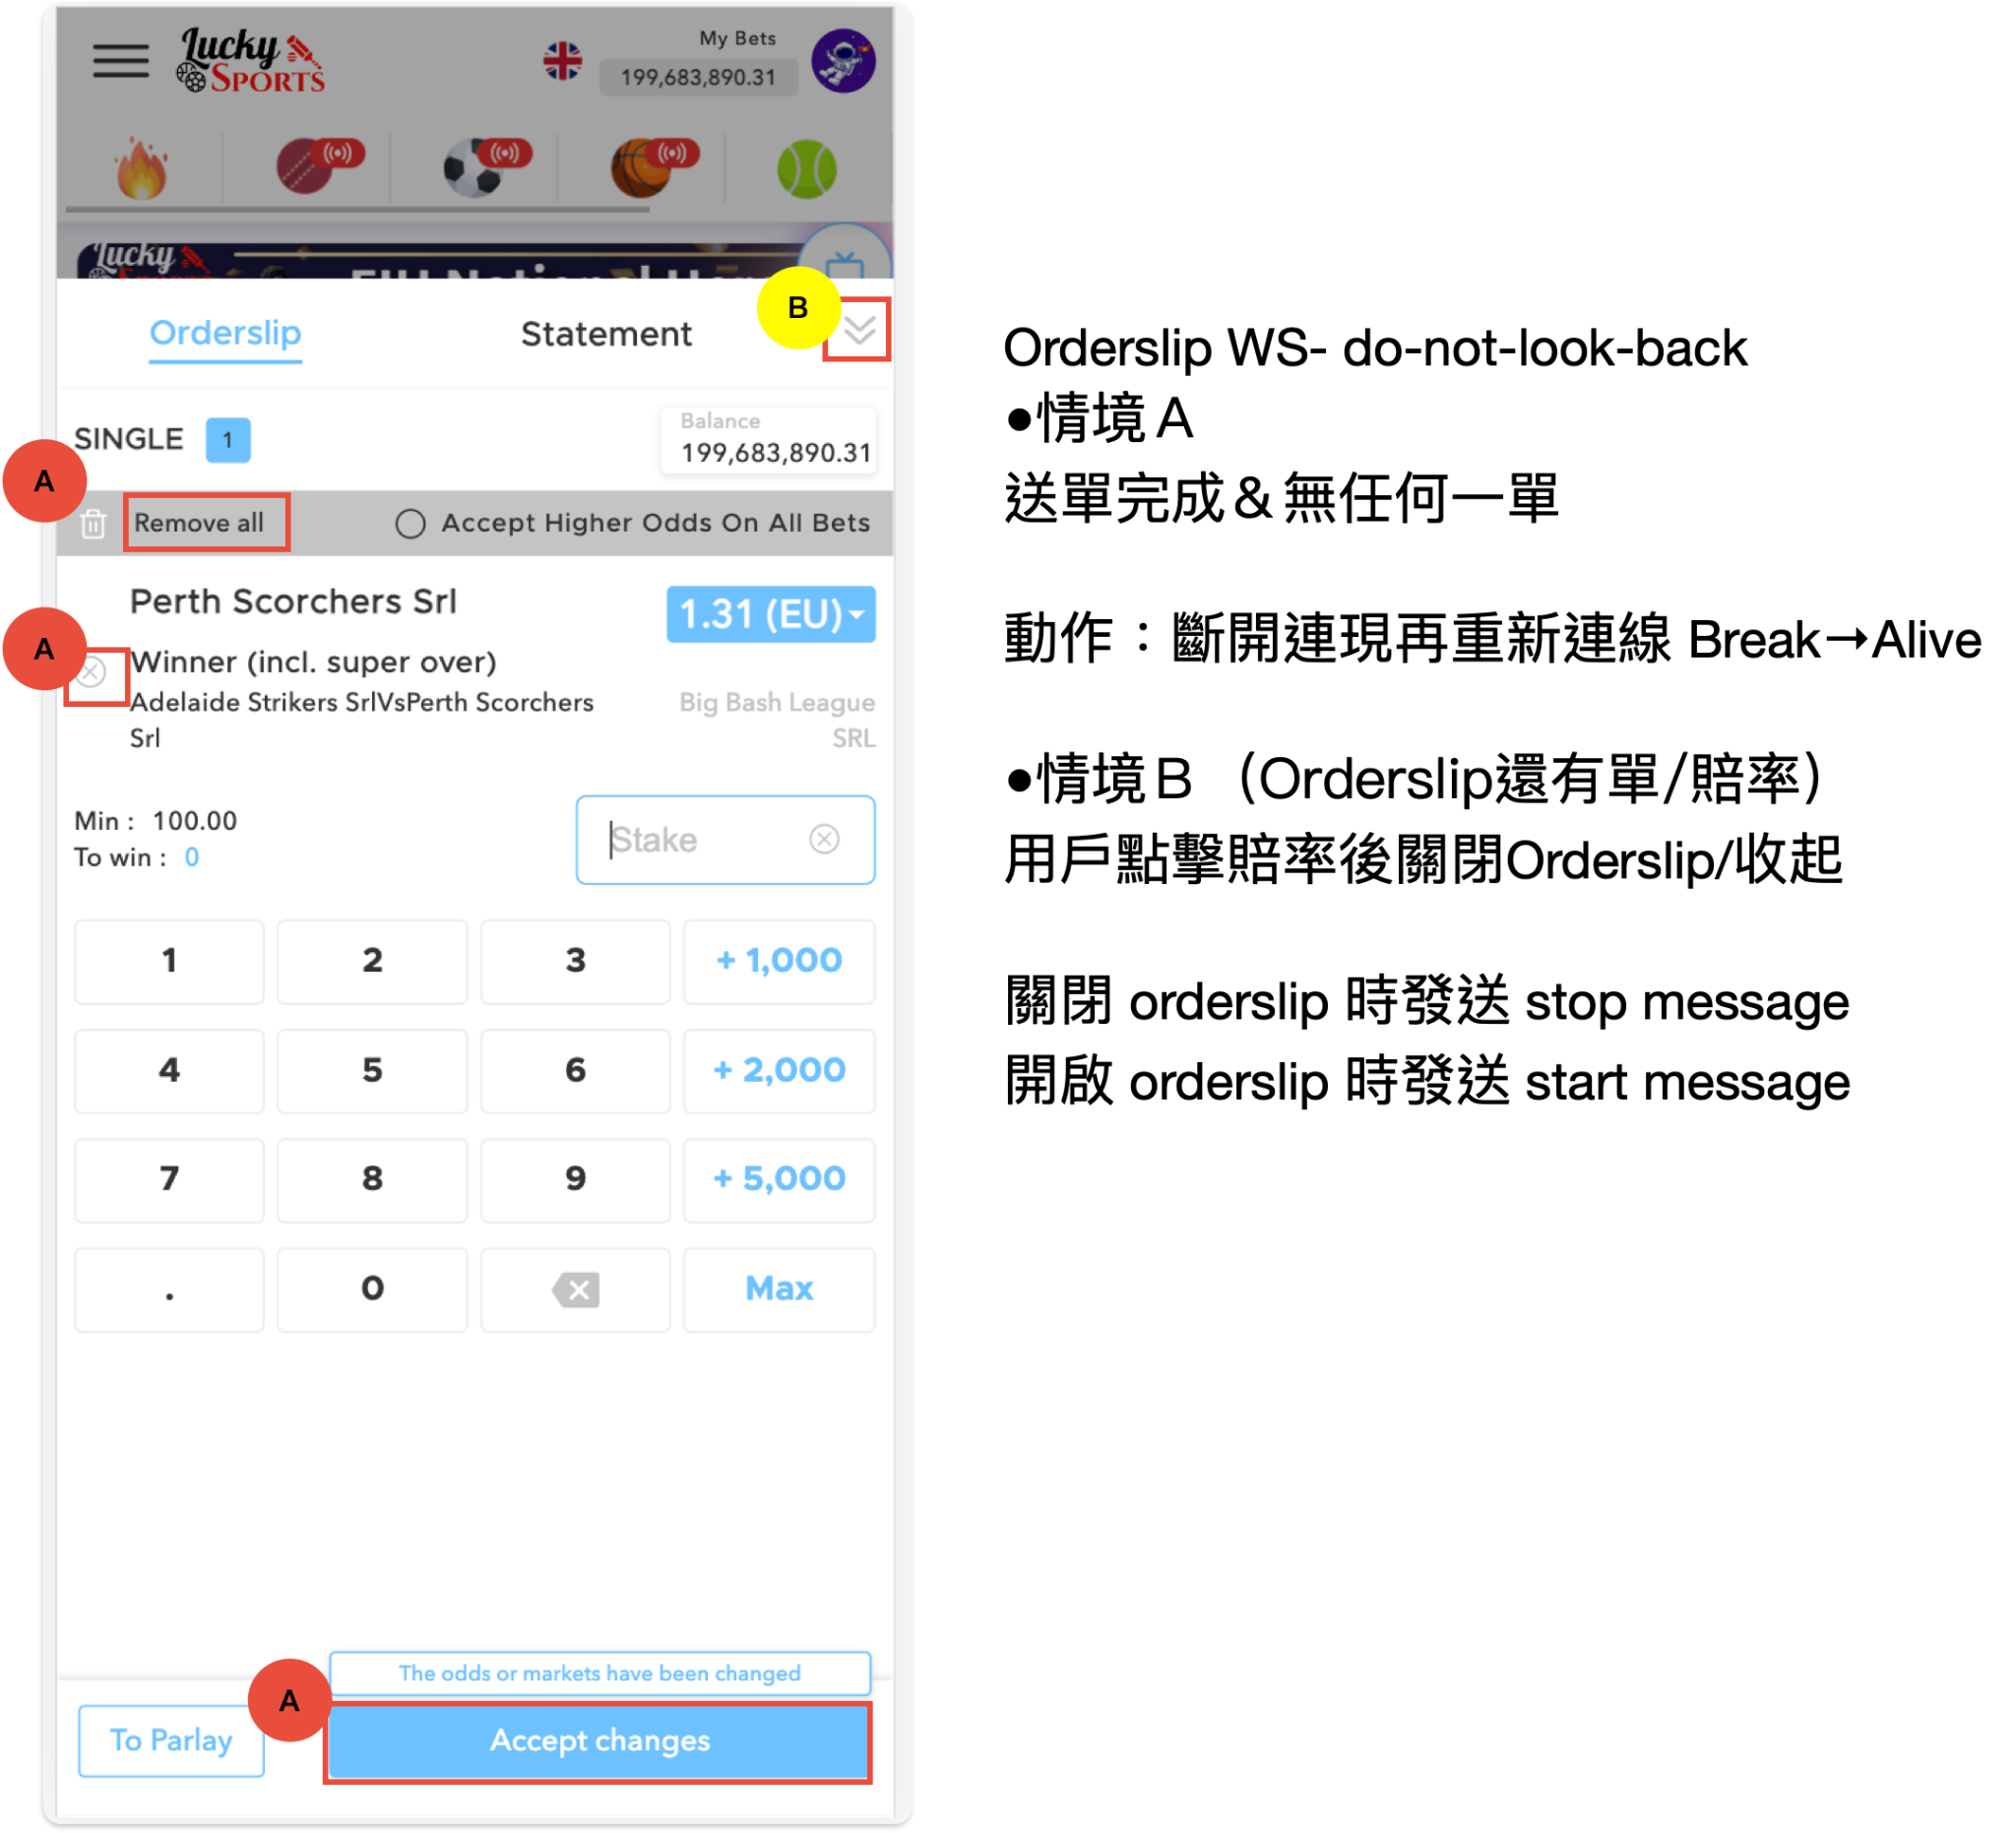 Lucky
SPORTS
My Bets
199,683,890.31
Lucky
B
Orderslip
Statement
SINGLE
1
Balance
199,683,890.31
A
Remove all
Accept Higher Odds On All Bets
Perth Scorchers Srl
1.31 (EU)
A
Winner (incl. super over)
Adelaide Strikers SrlVsPerth Scorchers
Srl
Big Bash League
SRL
Min : 100.00
To win : 0
Stake
1
2
3
+ 1,000
4
5
6
+ 2,000
7
8
9
+ 5,000
.
0
Max
The odds or markets have been changed
A
To Parlay
Accept changes
Orderslip WS- do-not-look-back
●情境A
送單完成＆無任何一單
動作：斷開連現再重新連線 Break→Alive
●情境B（Orderslip還有單/賠率）
用戶點擊賠率後關閉Orderslip/收起
關閉 orderslip 時發送 stop message
開啟 orderslip 時發送 start message